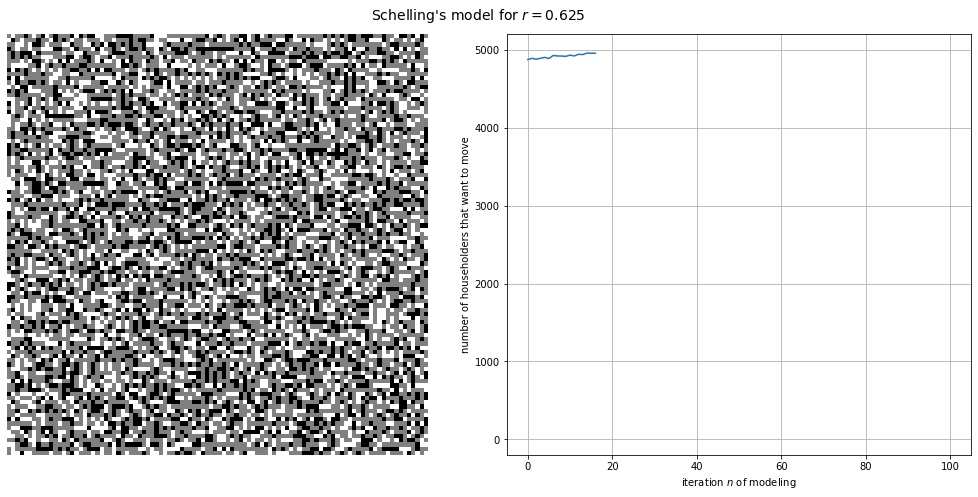 Schelling's model for r = 0.625
number of householders that want to move
5000
4000
3000
2000
1000
0
0 20 40 60 80 100
iteration n of modeling